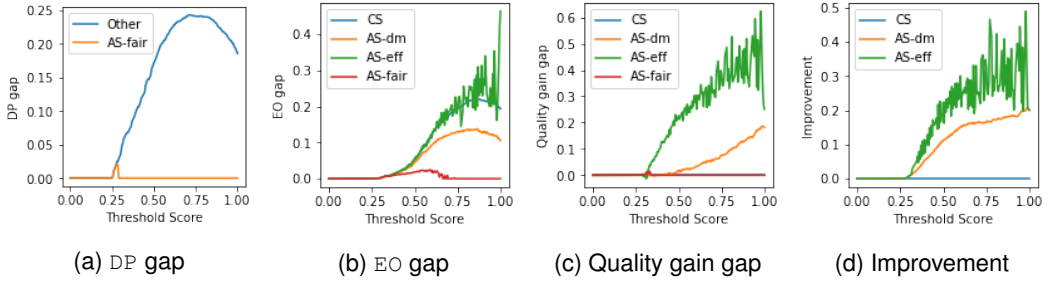 DP gap
0.25
0.20
0.15
0.10
0.05
0.00
Other
AS-fair
0.00 0.25 0.50 0.75 1.00
Threshold Score
(a) DP gap
EO gap
0.4
0.3
0.2
0.1
0.0
CS
AS-dm
AS-eff
AS-fair
0.00 0.25 0.50 0.75 1.00
Threshold Score
(b) EO gap
Quality gain gap
0.6
0.5
0.4
0.3
0.2
0.1
0.0
CS
AS-dm
AS-eff
AS-fair
0.00 0.25 0.50 0.75 1.00
Threshold Score
(c) Quality gain gap
Improvement
0.5
0.4
0.3
0.2
0.1
0.0
CS
AS-dm
AS-eff
0.00 0.25 0.50 0.75 1.00
Threshold Score
(d) Improvement